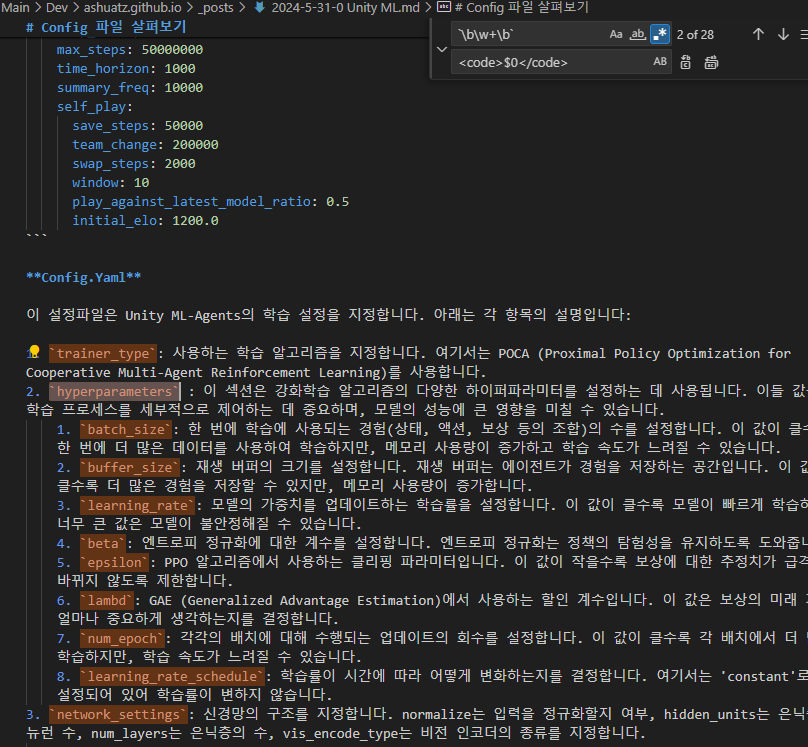 Main > Dev > ashuatz.github.io > _posts > 2024-5-31-0 Unity ML.md > # Config 파일 살펴보기
# Config 파일 살펴보기
`\b\w+\b`
Aa ab .* 2 of 28
<code>$0</code>
AB
max_steps: 50000000
time_horizon: 1000
summary_freq: 10000
self_play:
save_steps: 50000
team_change: 200000
swap_steps: 2000
window: 10
play_against_latest_model_ratio: 0.5
initial_elo: 1200.0
```
**Config.Yaml**
이 설정파일은 Unity ML-Agents의 학습 설정을 지정합니다. 아래는 각 항목의 설명입니다:
`trainer_type`: 사용하는 학습 알고리즘을 지정합니다. 여기서는 POCA (Proximal Policy Optimization for
Cooperative Multi-Agent Reinforcement Learning)를 사용합니다.
2. `hyperparameters` : 이 섹션은 강화학습 알고리즘의 다양한 하이퍼파라미터를 설정하는 데 사용됩니다. 이들 값
학습 프로세스를 세부적으로 제어하는 데 중요하며, 모델의 성능에 큰 영향을 미칠 수 있습니다.
1. `batch_size`: 한 번에 학습에 사용되는 경험(상태, 액션, 보상 등의 조합)의 수를 설정합니다. 이 값이 클수
한 번에 더 많은 데이터를 사용하여 학습하지만, 메모리 사용량이 증가하고 학습 속도가 느려질 수 있습니다.
2. `buffer_size`: 재생 버퍼의 크기를 설정합니다. 재생 버퍼는 에이전트가 경험을 저장하는 공간입니다. 이 값
클수록 더 많은 경험을 저장할 수 있지만, 메모리 사용량이 증가합니다.
3. `learning_rate`: 모델의 가중치를 업데이트하는 학습률을 설정합니다. 이 값이 클수록 모델이 빠르게 학습하
너무 큰 값은 모델이 불안정해질 수 있습니다.
4. `beta`: 엔트로피 정규화에 대한 계수를 설정합니다. 엔트로피 정규화는 정책의 탐험성을 유지하도록 도와줍니
5. `epsilon`: PPO 알고리즘에서 사용하는 클리핑 파라미터입니다. 이 값이 작을수록 보상에 대한 추정치가 급격
바뀌지 않도록 제한합니다.
6. `lambd`: GAE (Generalized Advantage Estimation)에서 사용하는 할인 계수입니다. 이 값은 보상의 미래
얼마나 중요하게 생각하는지를 결정합니다.
7. `num_epoch`: 각각의 배치에 대해 수행되는 업데이트의 회수를 설정합니다. 이 값이 클수록 각 배치에서 더
학습하지만, 학습 속도가 느려질 수 있습니다.
8. `learning_rate_schedule`: 학습률이 시간에 따라 어떻게 변화하는지를 결정합니다. 여기서는 'constant'로
설정되어 있어 학습률이 변하지 않습니다.
3. `network_settings`: 신경망의 구조를 지정합니다. normalize는 입력을 정규화할지 여부, hidden_units는 은닉층
뉴런 수, num_layers는 은닉층의 수, vis_encode_type는 비전 인코더의 종류를 지정합니다.